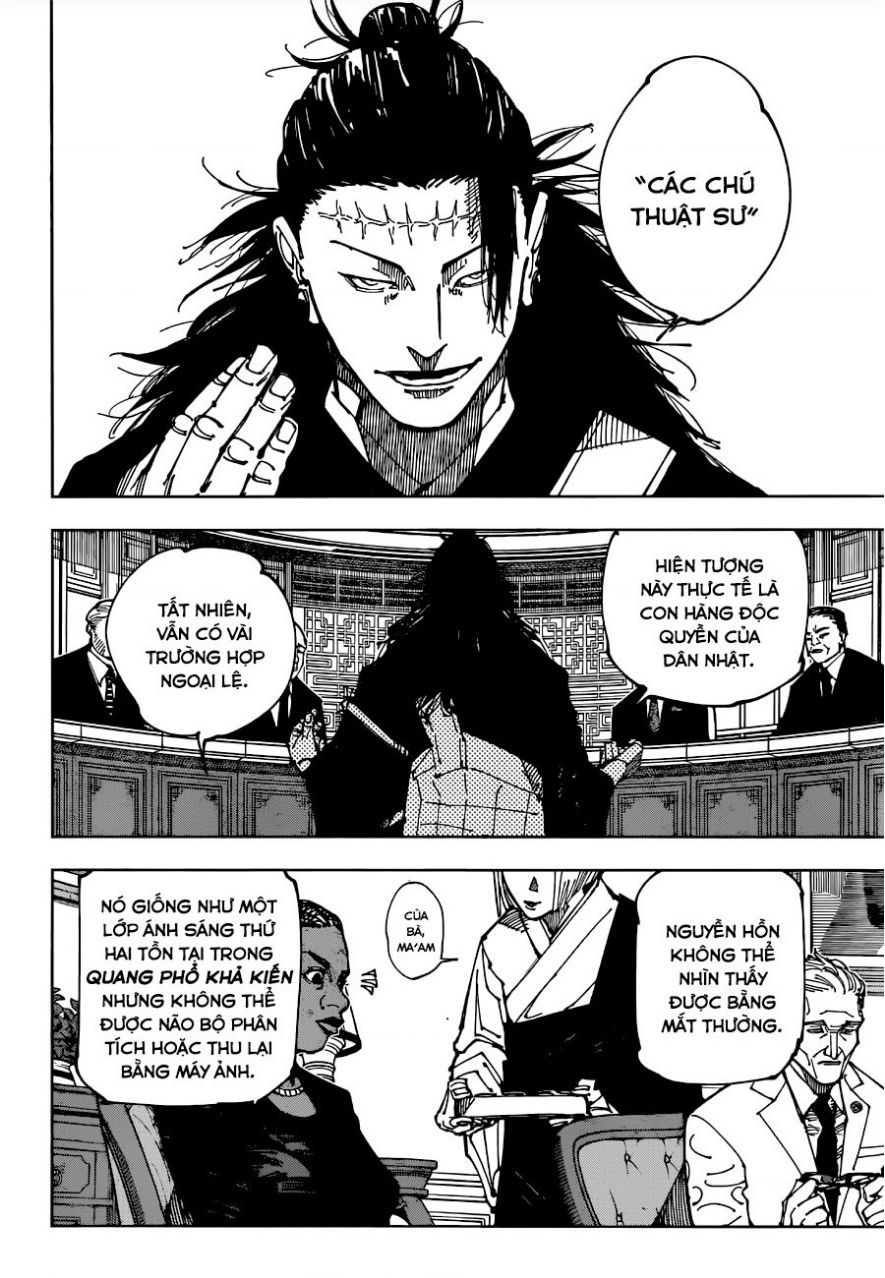 “CÁC CHÚ
THUẬT SƯ”
HIỆN TƯỢNG
NÀY THỰC TẾ LÀ
CON HÀNG ĐỘC
QUYỀN CỦA
DÂN NHẬT.
TẤT NHIÊN,
VẪN CÓ VÀI
TRƯỜNG HỢP
NGOẠI LỆ.
NGUYỀN HỒN
KHÔNG THỂ
NHÌN THẤY
ĐƯỢC BẰNG
MẮT THƯỜNG.
CỦA
BÀ,
MA’AM
NÓ GIỐNG NHƯ MỘT
LỚP ÁNH SÁNG THỨ
HAI TỒN TẠI TRONG
QUANG PHỔ KHẢ KIẾN
NHƯNG KHÔNG THỂ
ĐƯỢC NÃO BỘ PHÂN
TÍCH HOẶC THU LẠI
BẰNG MÁY ẢNH.